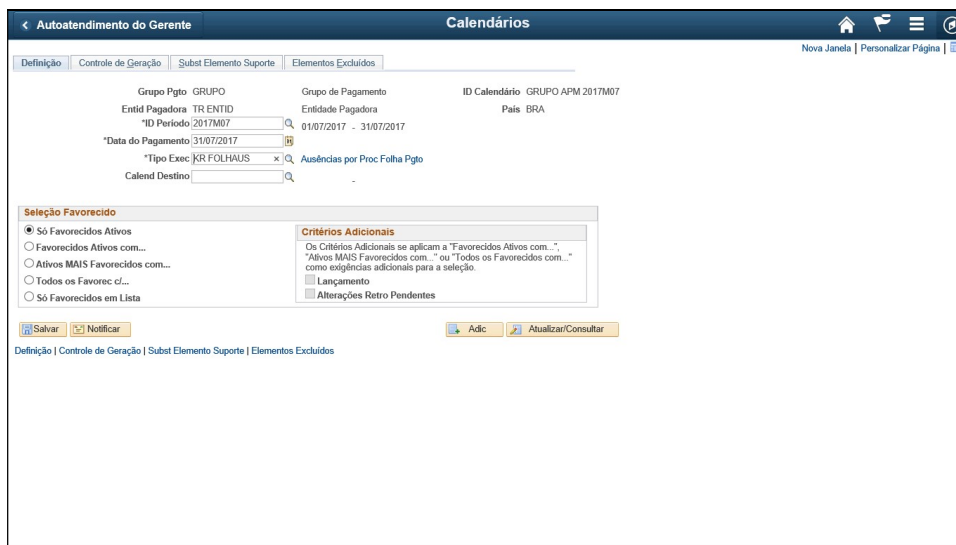 Autoatendimento do Gerente
Calendários
Nova Janela | Personalizar Página |
Definição Controle de Geração Subst Elemento Suporte Elementos Excluídos
Grupo Pgto GRUPO Grupo de Pagamento ID Calendário GRUPO APM 2017M07
Entid Pagadora TR ENTID Entidade Pagadora País BRA
*ID Período 2017M07 01/07/2017 - 31/07/2017
*Data do Pagamento 31/07/2017
*Tipo Exec KR FOLHAUS × Ausências por Proc Folha Pgto
Calend Destino -
Seleção Favorecido
Só Favorecidos Ativos
Favorecidos Ativos com...
Ativos MAIS Favorecidos com...
Todos os Favorec c/...
Só Favorecidos em Lista
Critérios Adicionais
Os Critérios Adicionais se aplicam a "Favorecidos Ativos com...",
"Ativos MAIS Favorecidos com..." ou "Todos os Favorecidos com..."
como exigências adicionais para a seleção.
Lançamento
Alterações Retro Pendentes
Salvar Notificar Adic Atualizar/Consultar
Definição | Controle de Geração | Subst Elemento Suporte | Elementos Excluídos